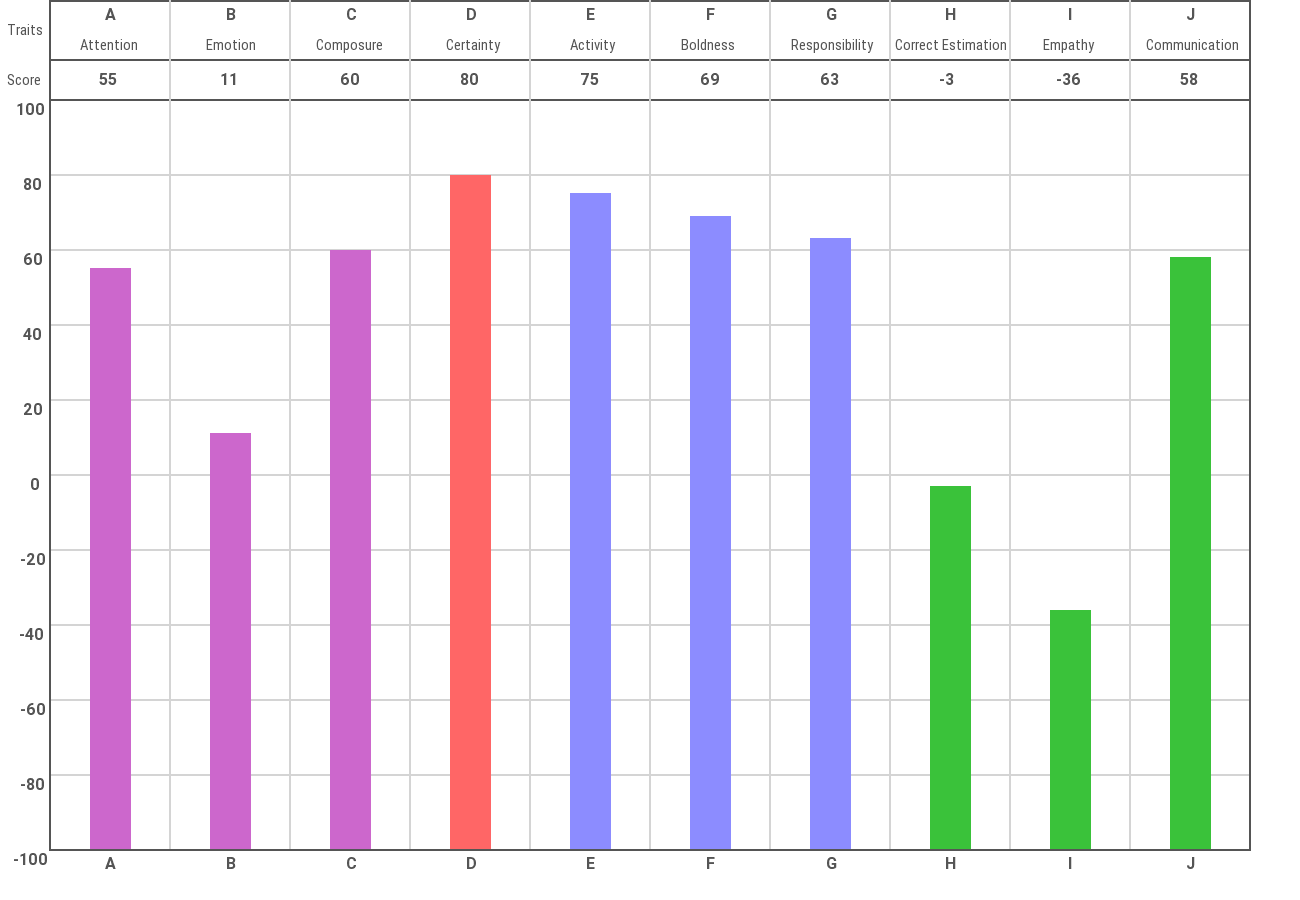 Traits A B C D E F G H I J
Attention Emotion Composure Certainty Activity Boldness Responsibility Correct Estimation Empathy Communication
Score 55 11 60 80 75 69 63 -3 -36 58
100
80
60
40
20
0
-20
-40
-60
-80
-100
A B C D E F G H I J